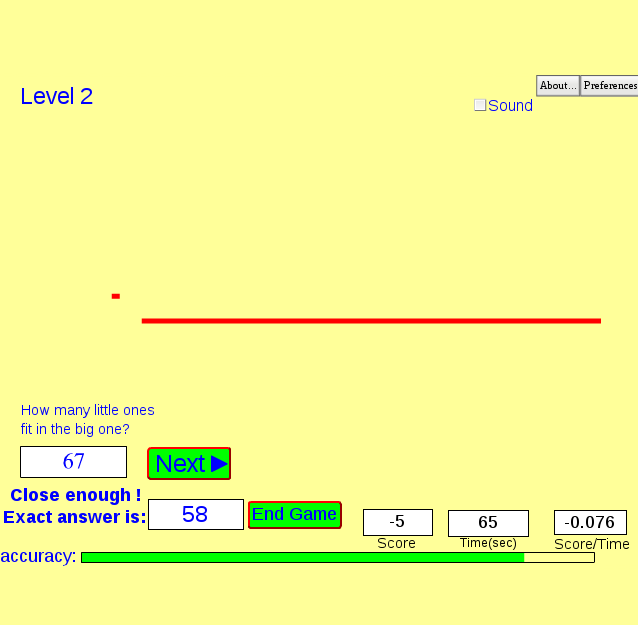 Level 2
About...
Preferences
Sound
How many little ones
fit in the big one?
67
Next
Close enough !
Exact answer is:
58
End Game
-5
Score
65
Time(sec)
-0.076
Score/Time
accuracy: